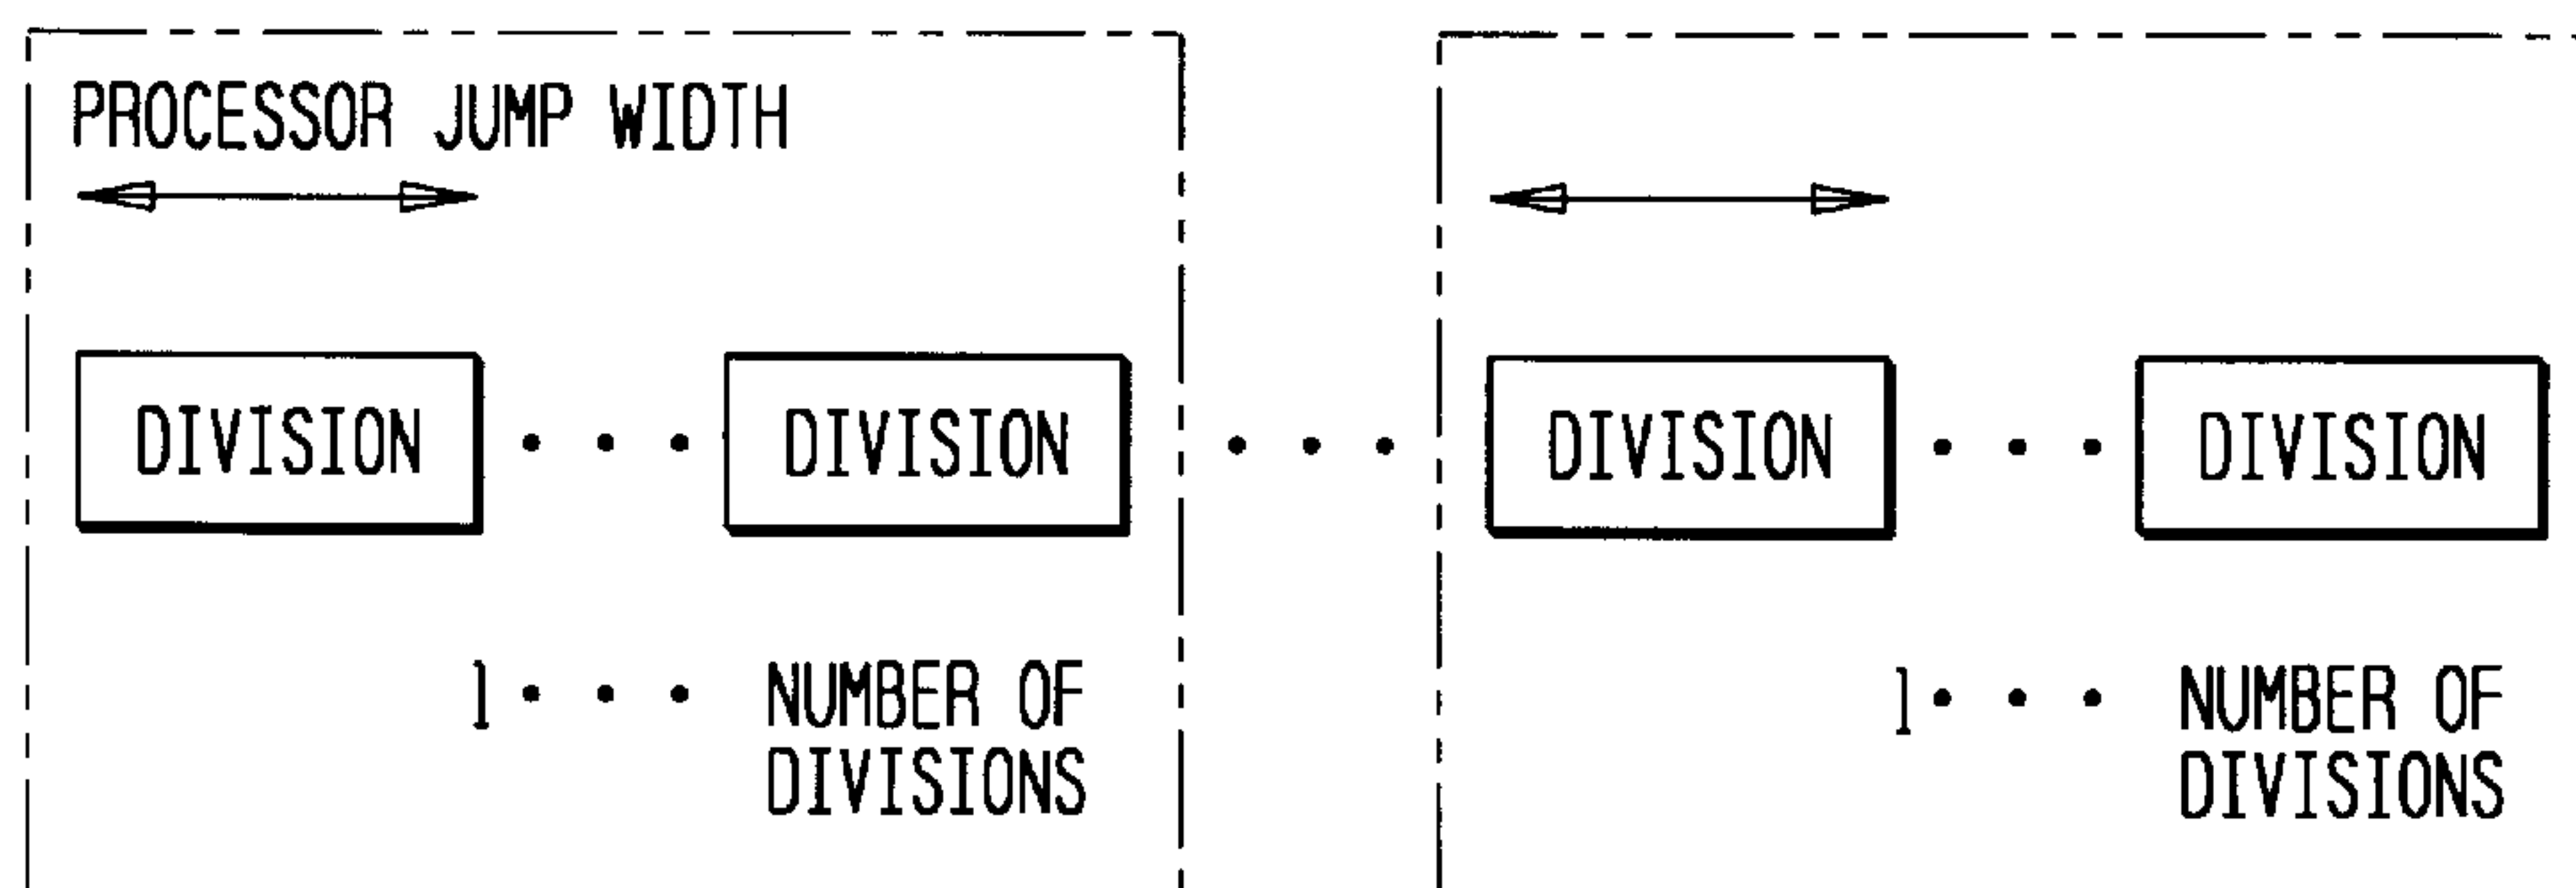 PROCESSOR JUMP WIDTH
DIVISION • • • DIVISION • • • DIVISION • • • DIVISION
1 • • • NUMBER OF DIVISIONS
1 • • • NUMBER OF DIVISIONS